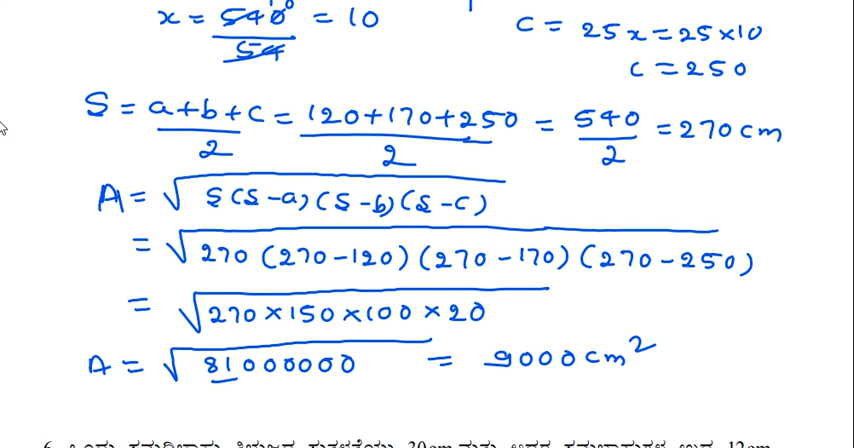 x = 540/54 = 10
C = 25x = 25×10
C = 250
S = a+b+c/2 = 120+170+250/2 = 540/2 = 270 cm
A = √S(S-a)(S-b)(S-c)
= √270 (270-120) (270-170) (270-250)
= √270×150×100×20
A = √81000000 = 9000 cm²